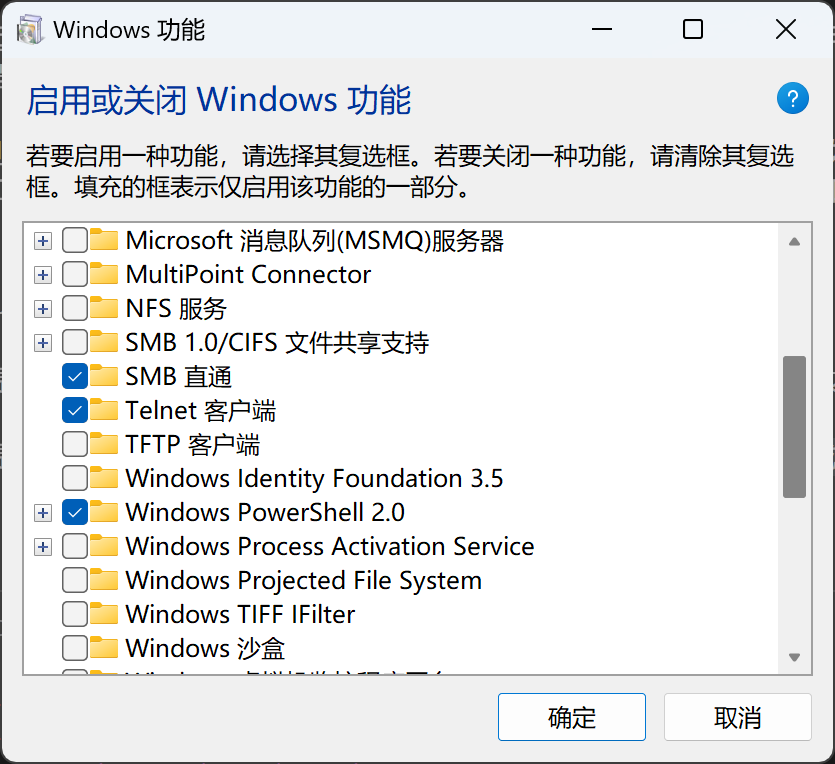 Windows 功能
启用或关闭 Windows 功能
若要启用一种功能，请选择其复选框。若要关闭一种功能，请清除其复选
框。填充的框表示仅启用该功能的一部分。
Microsoft 消息队列(MSMQ)服务器
MultiPoint Connector
NFS 服务
SMB 1.0/CIFS 文件共享支持
SMB 直通
Telnet 客户端
TFTP 客户端
Windows Identity Foundation 3.5
Windows PowerShell 2.0
Windows Process Activation Service
Windows Projected File System
Windows TIFF IFilter
Windows 沙盒
确定
取消